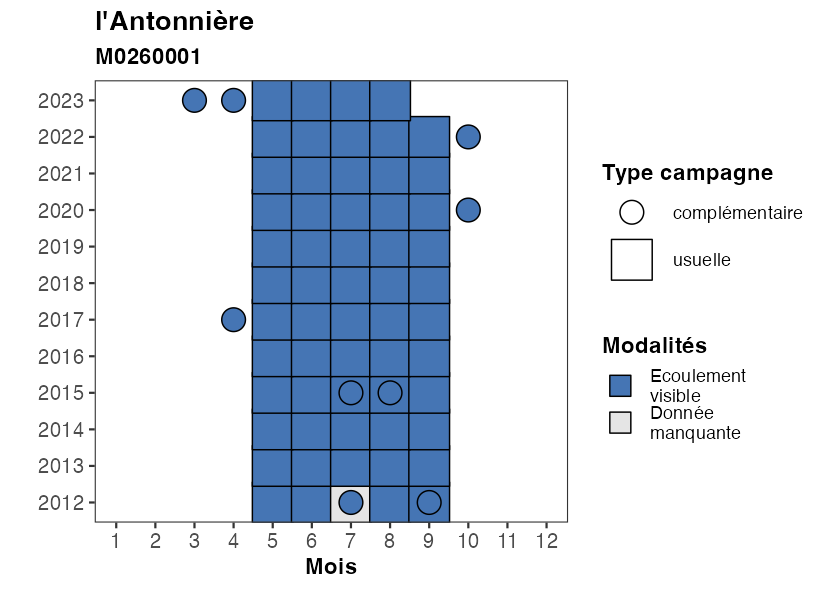 l'Antonnière
M0260001
2023
2022
2021
2020
2019
2018
2017
2016
2015
2014
2013
2012
1 2 3 4 5 6 7 8 9 10 11 12
Mois
Type campagne
complémentaire
usuelle
Modalités
Ecoulement
visible
Donnée
manquante